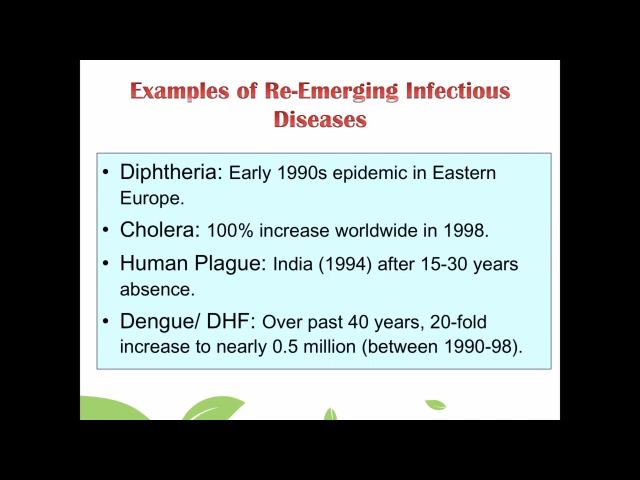 Examples of Re-Emerging Infectious
Diseases
• Diphtheria: Early 1990s epidemic in Eastern
Europe.
• Cholera: 100% increase worldwide in 1998.
• Human Plague: India (1994) after 15-30 years
absence.
• Dengue/ DHF: Over past 40 years, 20-fold
increase to nearly 0.5 million (between 1990-98).